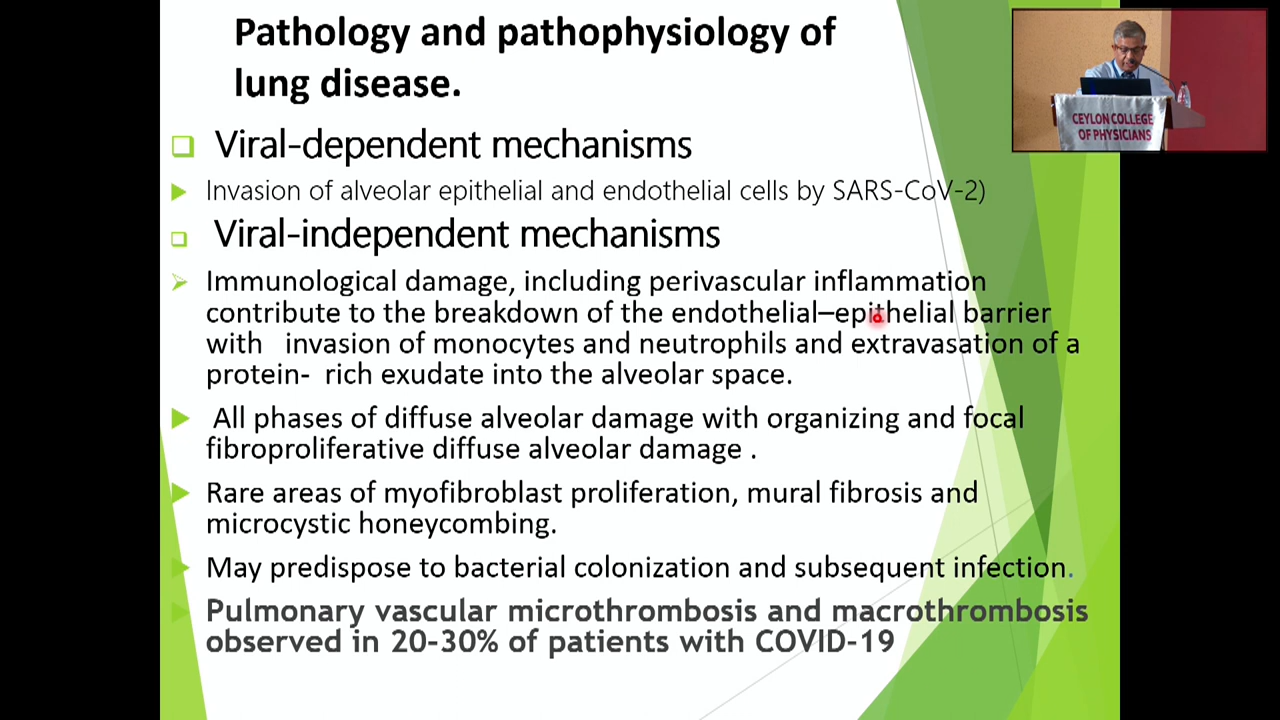 Pathology and pathophysiology of
lung disease.
Viral-dependent mechanisms
Invasion of alveolar epithelial and endothelial cells by SARS-CoV-2)
Viral-independent mechanisms
Immunological damage, including perivascular inflammation
contribute to the breakdown of the endothelial–epithelial barrier
with invasion of monocytes and neutrophils and extravasation of a
protein- rich exudate into the alveolar space.
All phases of diffuse alveolar damage with organizing and focal
fibroproliferative diffuse alveolar damage .
Rare areas of myofibroblast proliferation, mural fibrosis and
microcystic honeycombing.
May predispose to bacterial colonization and subsequent infection.
Pulmonary vascular microthrombosis and macrothrombosis
observed in 20-30% of patients with COVID-19
CEYLON COLLEGE
OF PHYSICIANS